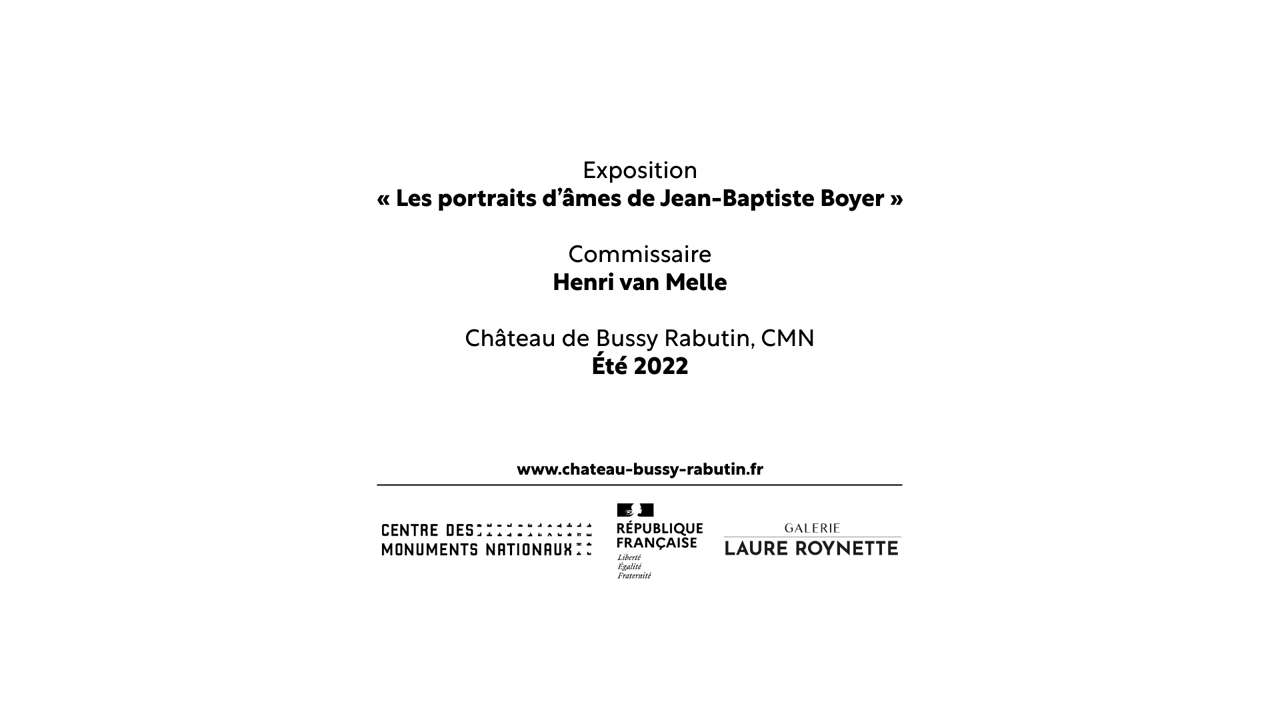 Exposition
« Les portraits d’âmes de Jean-Baptiste Boyer »
Commissaire
Henri van Melle
Château de Bussy Rabutin, CMN
Été 2022
www.chateau-bussy-rabutin.fr
CENTRE DES
MONUMENTS NATIONAUX
RÉPUBLIQUE
FRANÇAISE
Liberté
Égalité
Fraternité
GALERIE
LAURE ROYNETTE